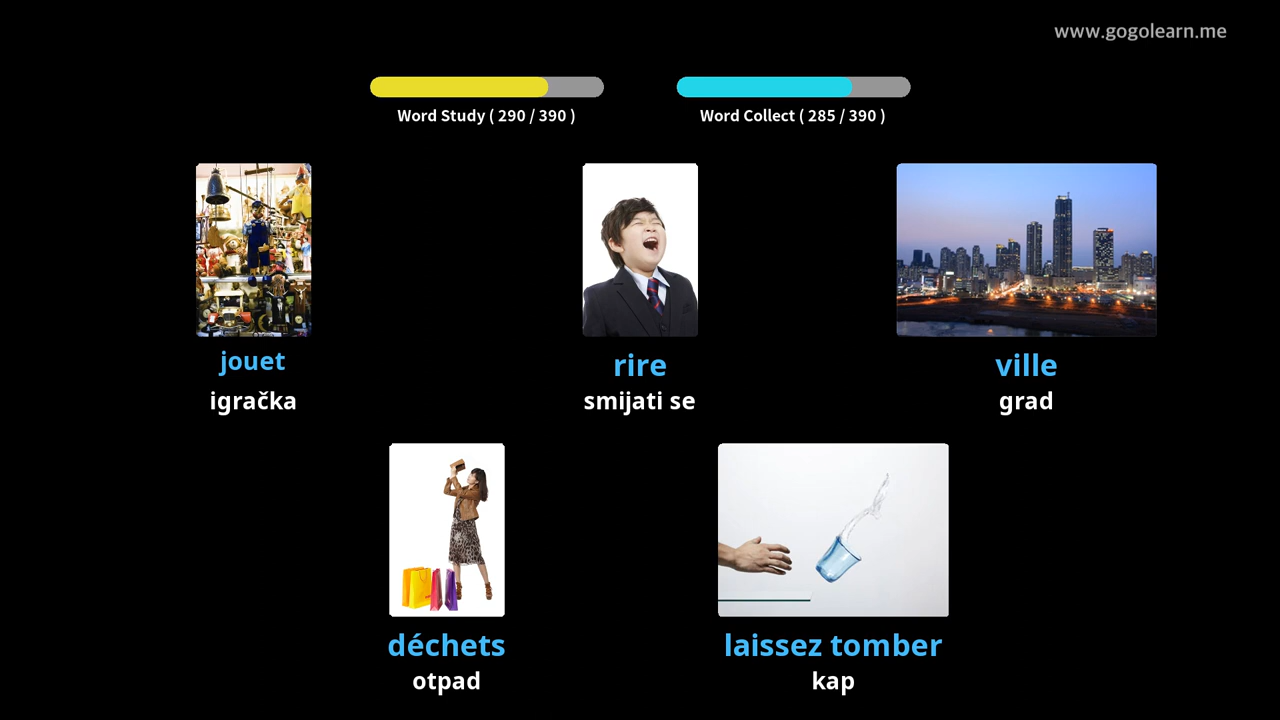 www.gogolearn.me
Word Study ( 290 / 390 )
Word Collect ( 285 / 390 )
jouet
igračka
rire
smijati se
ville
grad
déchets
otpad
laissez tomber
kap